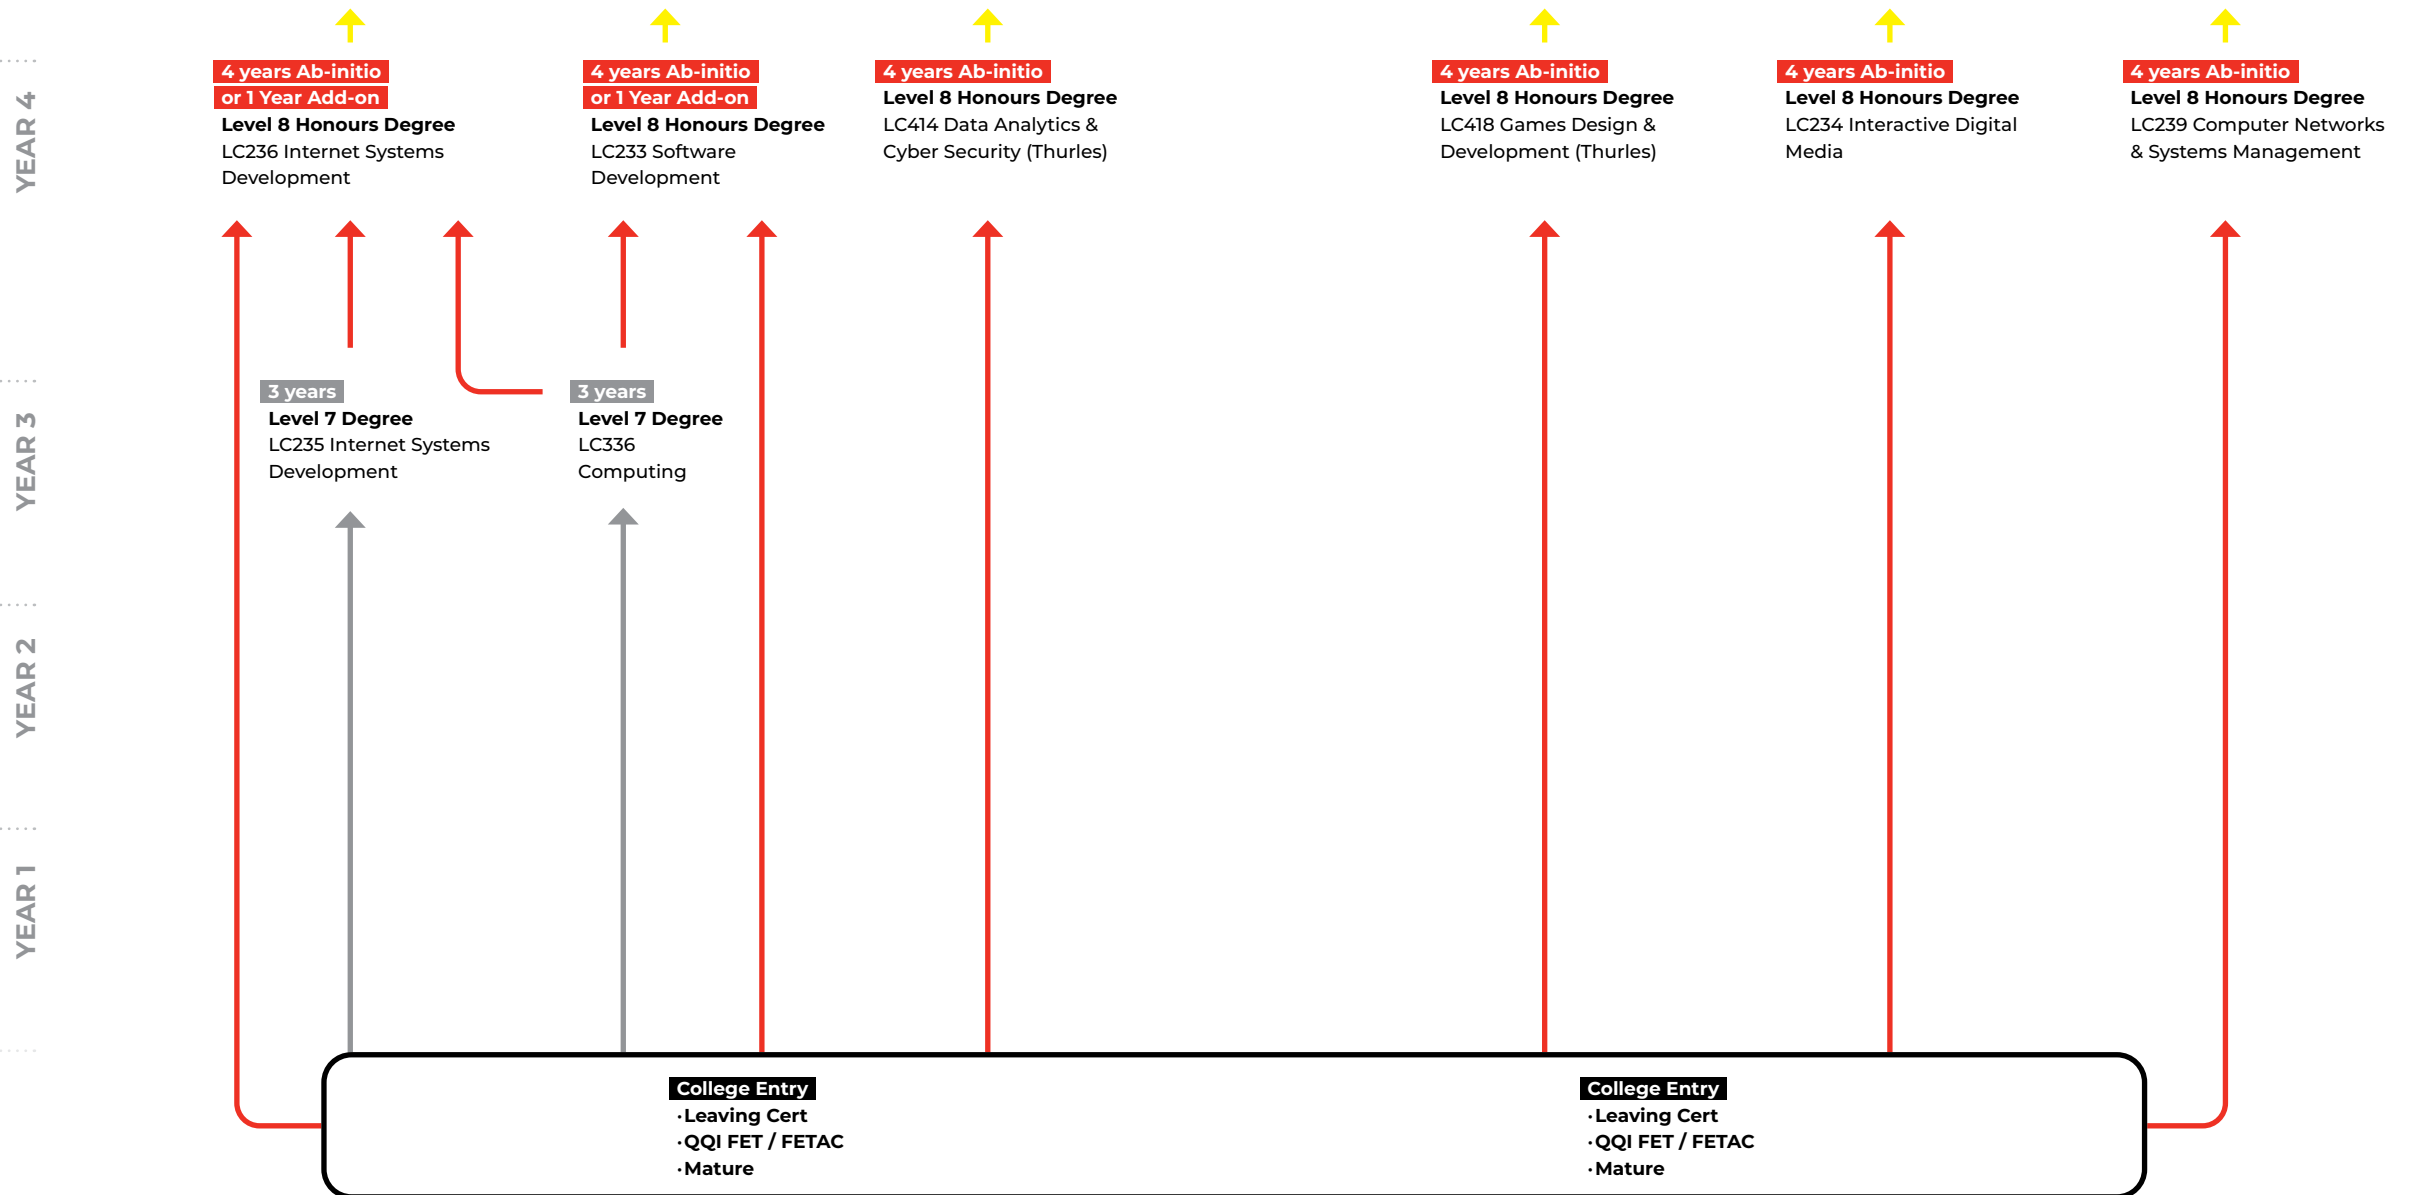 YEAR 4
4 years Ab-initio
or 1 Year Add-on
Level 8 Honours Degree
LC236 Internet Systems
Development
4 years Ab-initio
or 1 Year Add-on
Level 8 Honours Degree
LC233 Software
Development
4 years Ab-initio
Level 8 Honours Degree
LC414 Data Analytics &
Cyber Security (Thurles)
4 years Ab-initio
Level 8 Honours Degree
LC418 Games Design &
Development (Thurles)
4 years Ab-initio
Level 8 Honours Degree
LC234 Interactive Digital
Media
4 years Ab-initio
Level 8 Honours Degree
LC239 Computer Networks
& Systems Management
YEAR 3
3 years
Level 7 Degree
LC235 Internet Systems
Development
3 years
Level 7 Degree
LC336
Computing
YEAR 2
YEAR 1
College Entry
·Leaving Cert
·QQI FET / FETAC
·Mature
College Entry
·Leaving Cert
·QQI FET / FETAC
·Mature